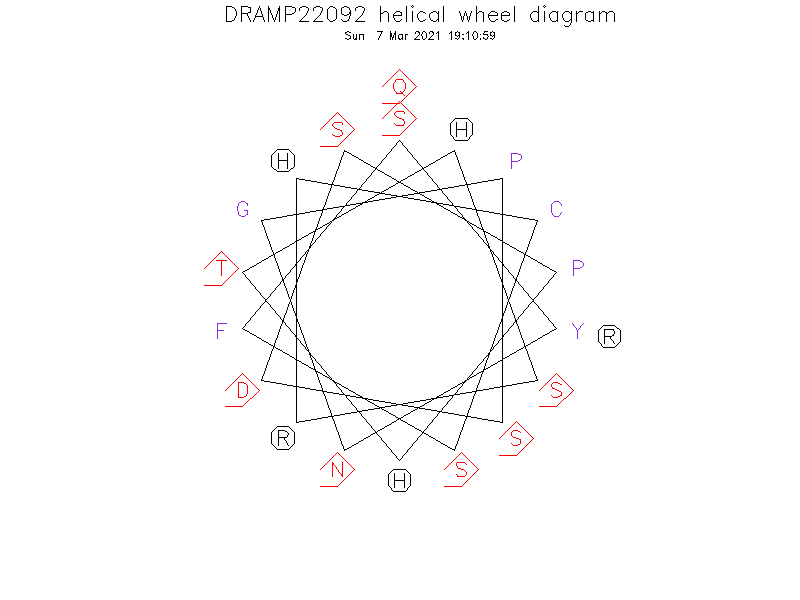 DRAMP22092 helical wheel diagram
Sun 7 Mar 2021 19:10:59
Q
S
S H
H P
G C
T P
F Y R
D S
R S
N H S